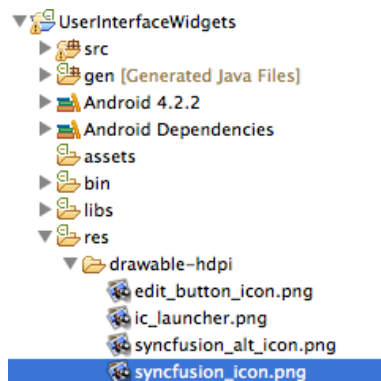 UserInterfaceWidgets
src
gen [Generated Java Files]
Android 4.2.2
Android Dependencies
assets
bin
libs
res
drawable-hdpi
edit_button_icon.png
ic_launcher.png
syncfusion_alt_icon.png
syncfusion_icon.png